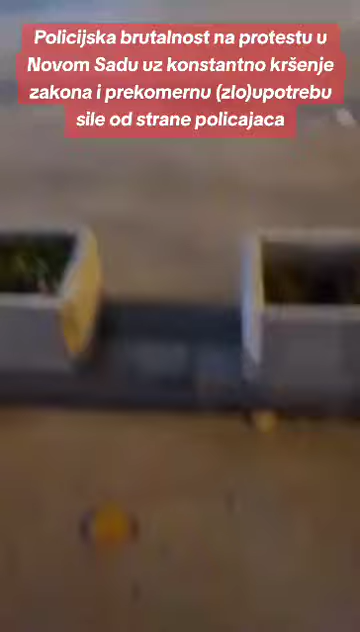 Policijska brutalnost na protestu u
Novom Sadu uz konstantno kršenje
zakona i prekomernu (zlo)upotrebu
sile od strane policajaca